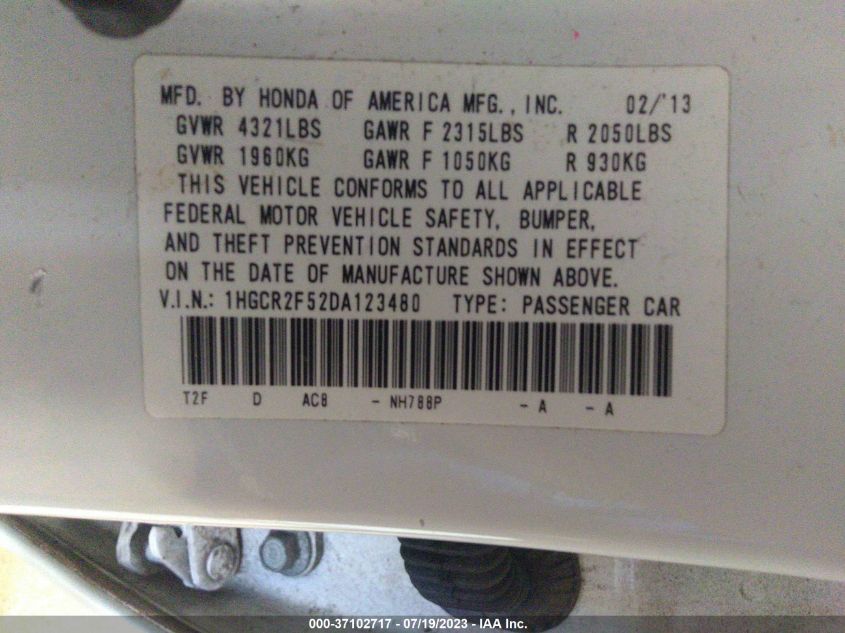 MFD. BY HONDA OF AMERICA MFG., INC. 02/'13
GVWR 4321LBS GAWR F 2315LBS R 2050LBS
GVWR 1960KG GAWR F 1050KG R 930KG
THIS VEHICLE CONFORMS TO ALL APPLICABLE
FEDERAL MOTOR VEHICLE SAFETY, BUMPER,
AND THEFT PREVENTION STANDARDS IN EFFECT
ON THE DATE OF MANUFACTURE SHOWN ABOVE.
V.I.N.: 1HGCR2F52DA123480 TYPE: PASSENGER CAR
T2F D AC8 - NH788P - A - A
000-37102717 - 07/19/2023 - IAA Inc.